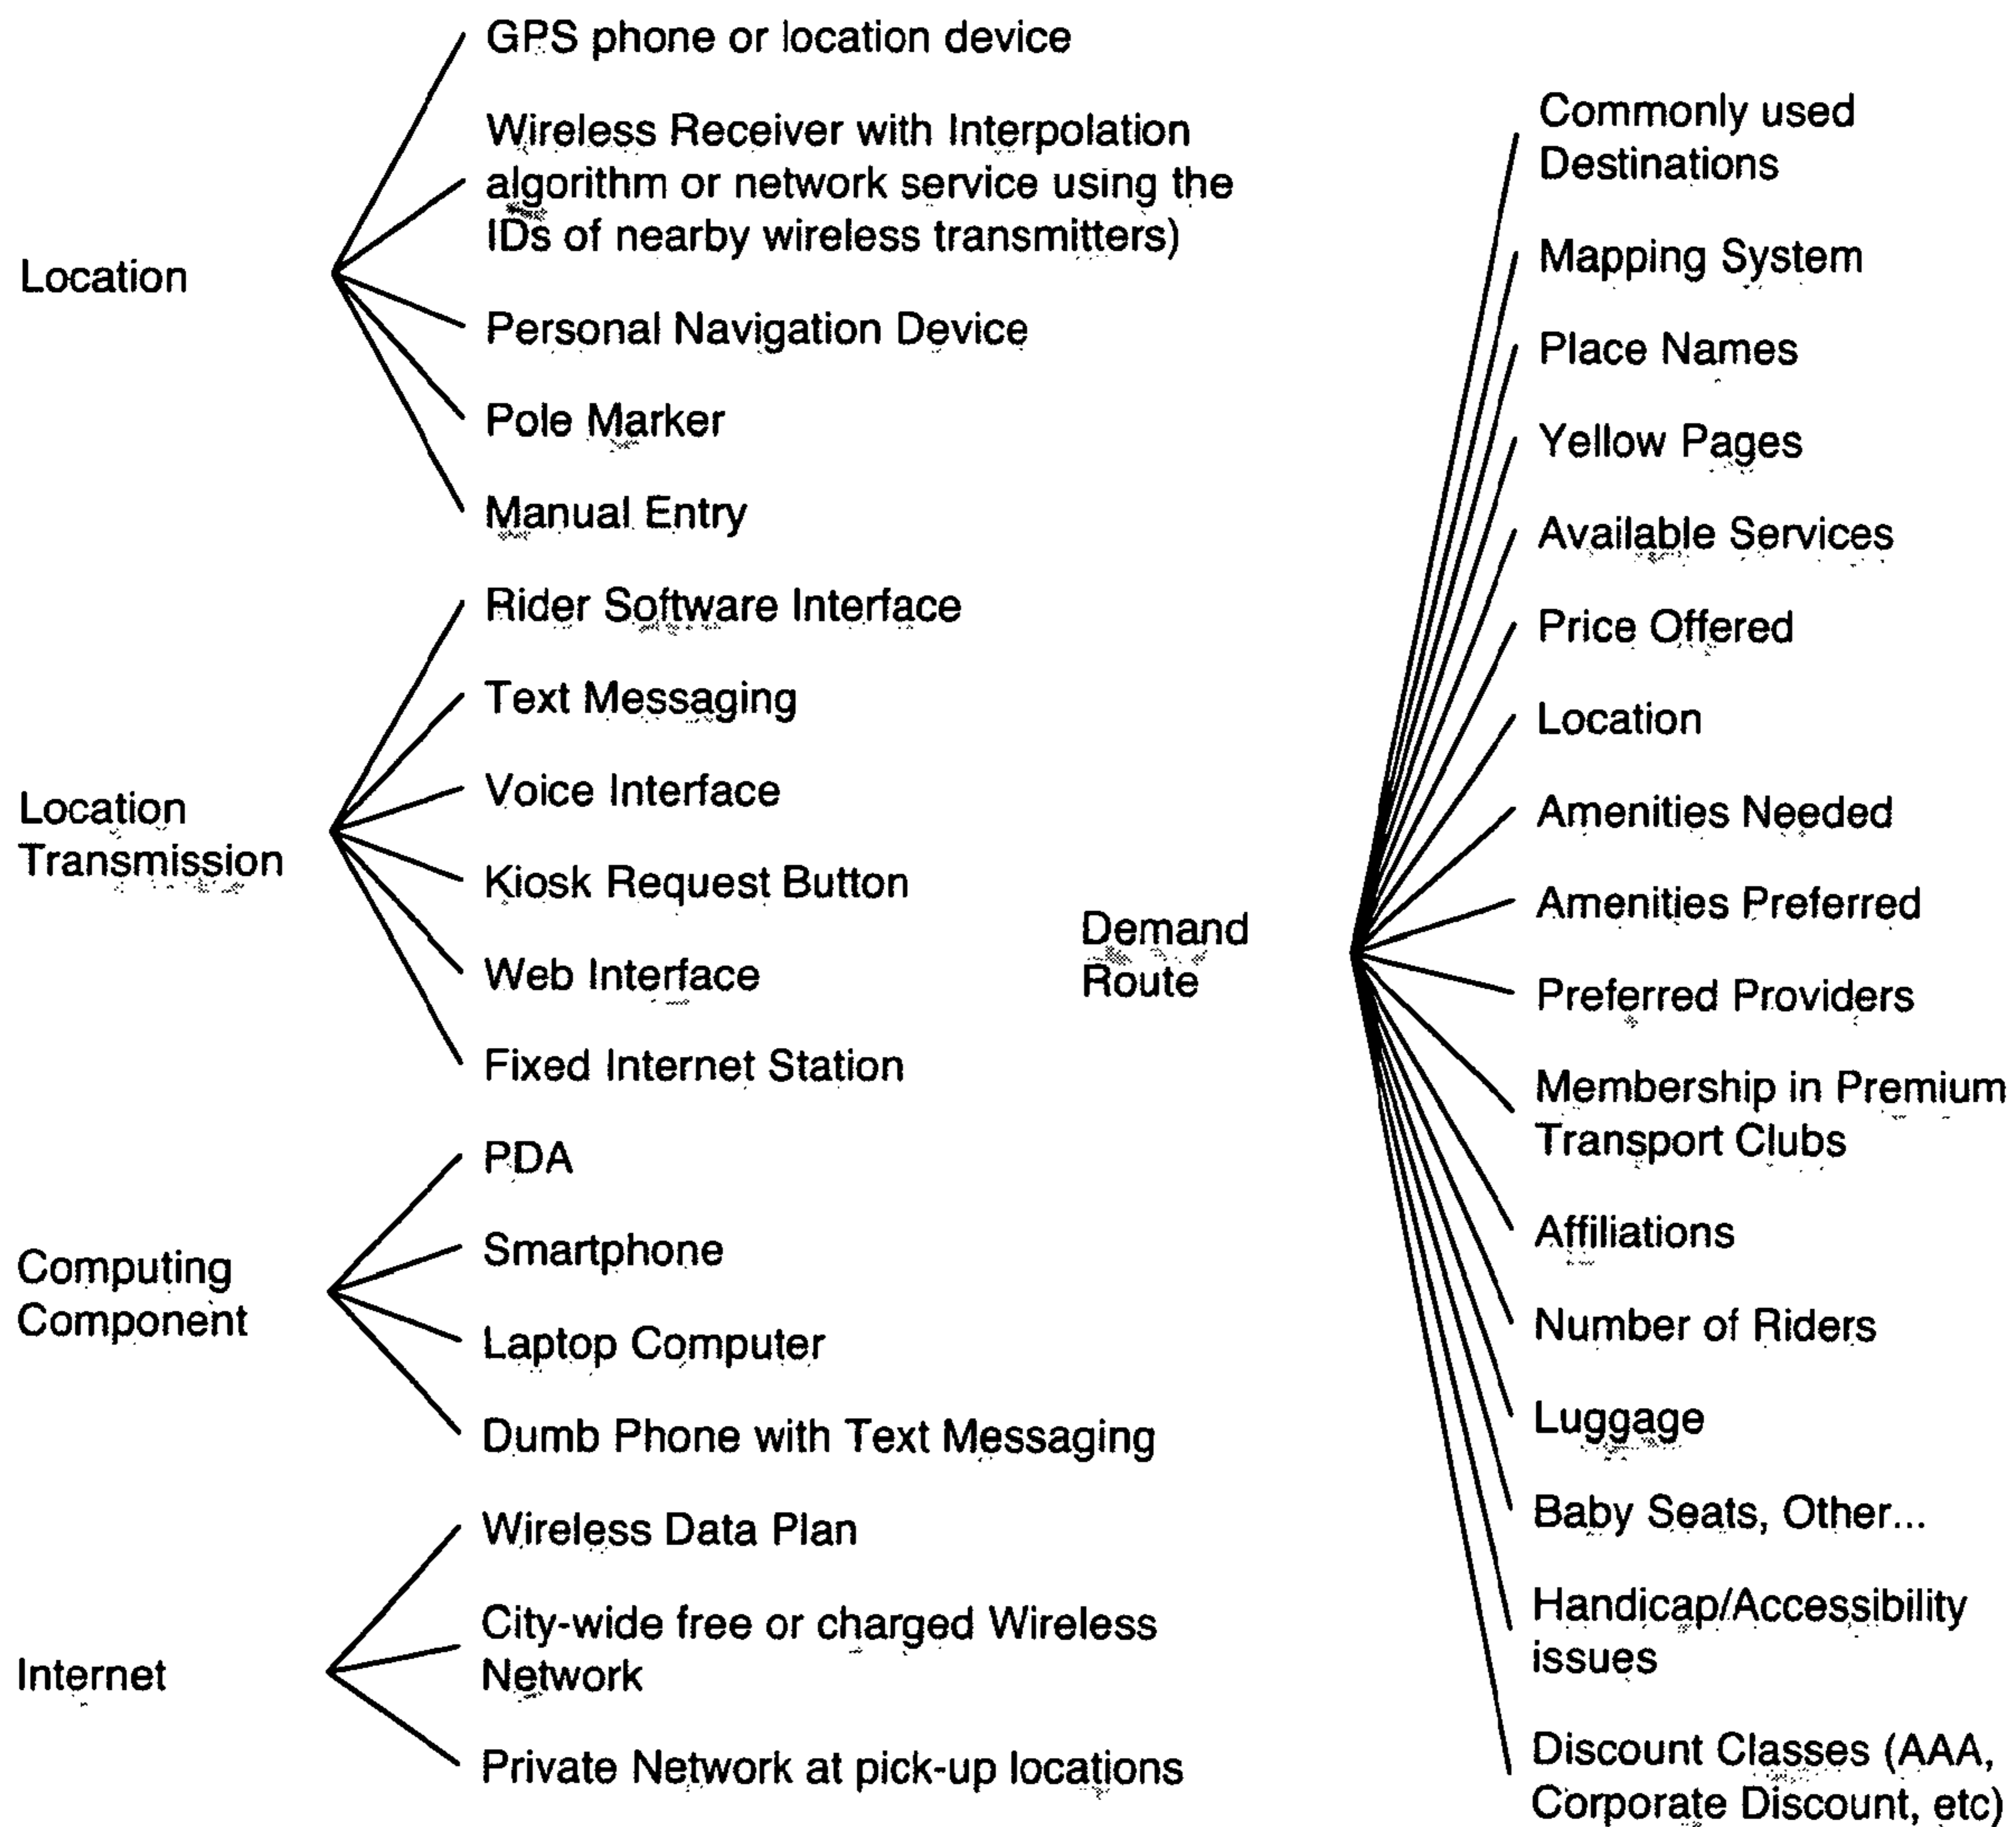 Location
GPS phone or location device
Wireless Receiver with Interpolation
algorithm or network service using the
IDs of nearby wireless transmitters)
Personal Navigation Device
Pole Marker
Manual Entry
Location
Transmission
Rider Software Interface
Text Messaging
Voice Interface
Kiosk Request Button
Web Interface
Fixed Internet Station
Computing
Component
PDA
Smartphone
Laptop Computer
Dumb Phone with Text Messaging
Internet
Wireless Data Plan
City-wide free or charged Wireless
Network
Private Network at pick-up locations
Demand
Route
Commonly used
Destinations
Mapping System
Place Names
Yellow Pages
Available Services
Price Offered
Location
Amenities Needed
Amenities Preferred
Preferred Providers
Membership in Premium
Transport Clubs
Affiliations
Number of Riders
Luggage
Baby Seats, Other...
Handicap/Accessibility
issues
Discount Classes (AAA,
Corporate Discount, etc)